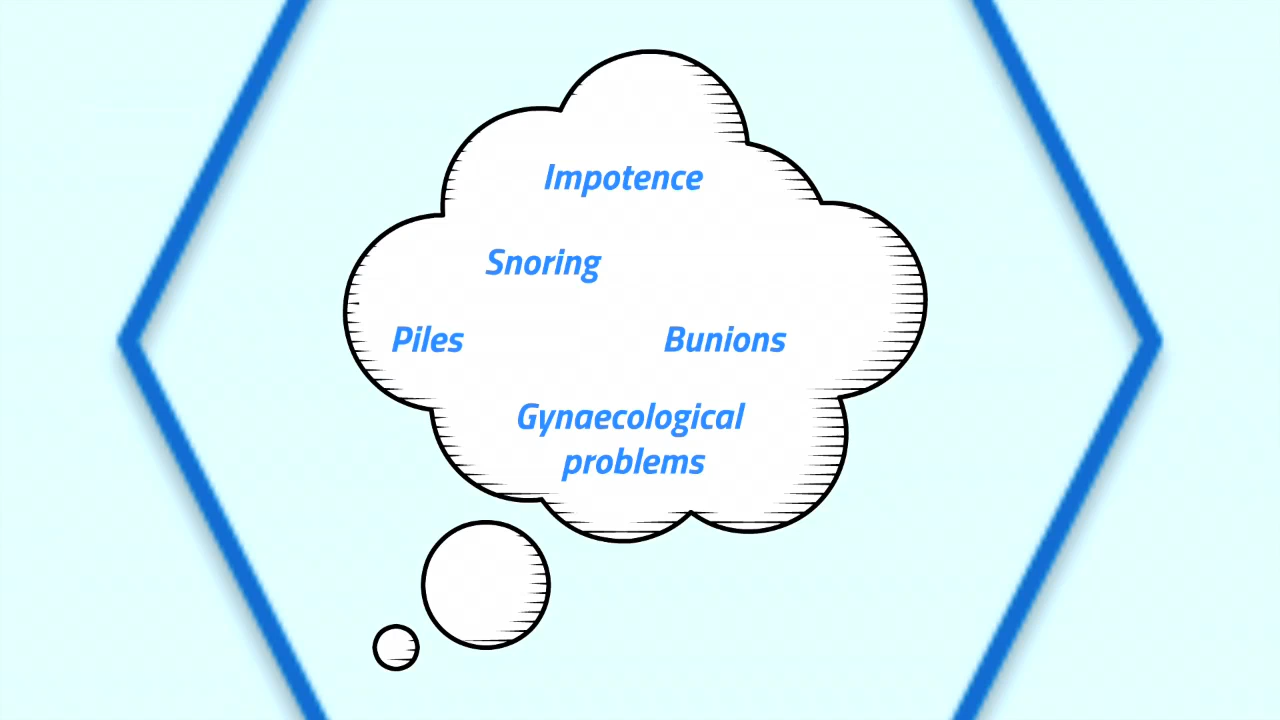 Impotence
Snoring
Piles
Bunions
Gynaecological
problems